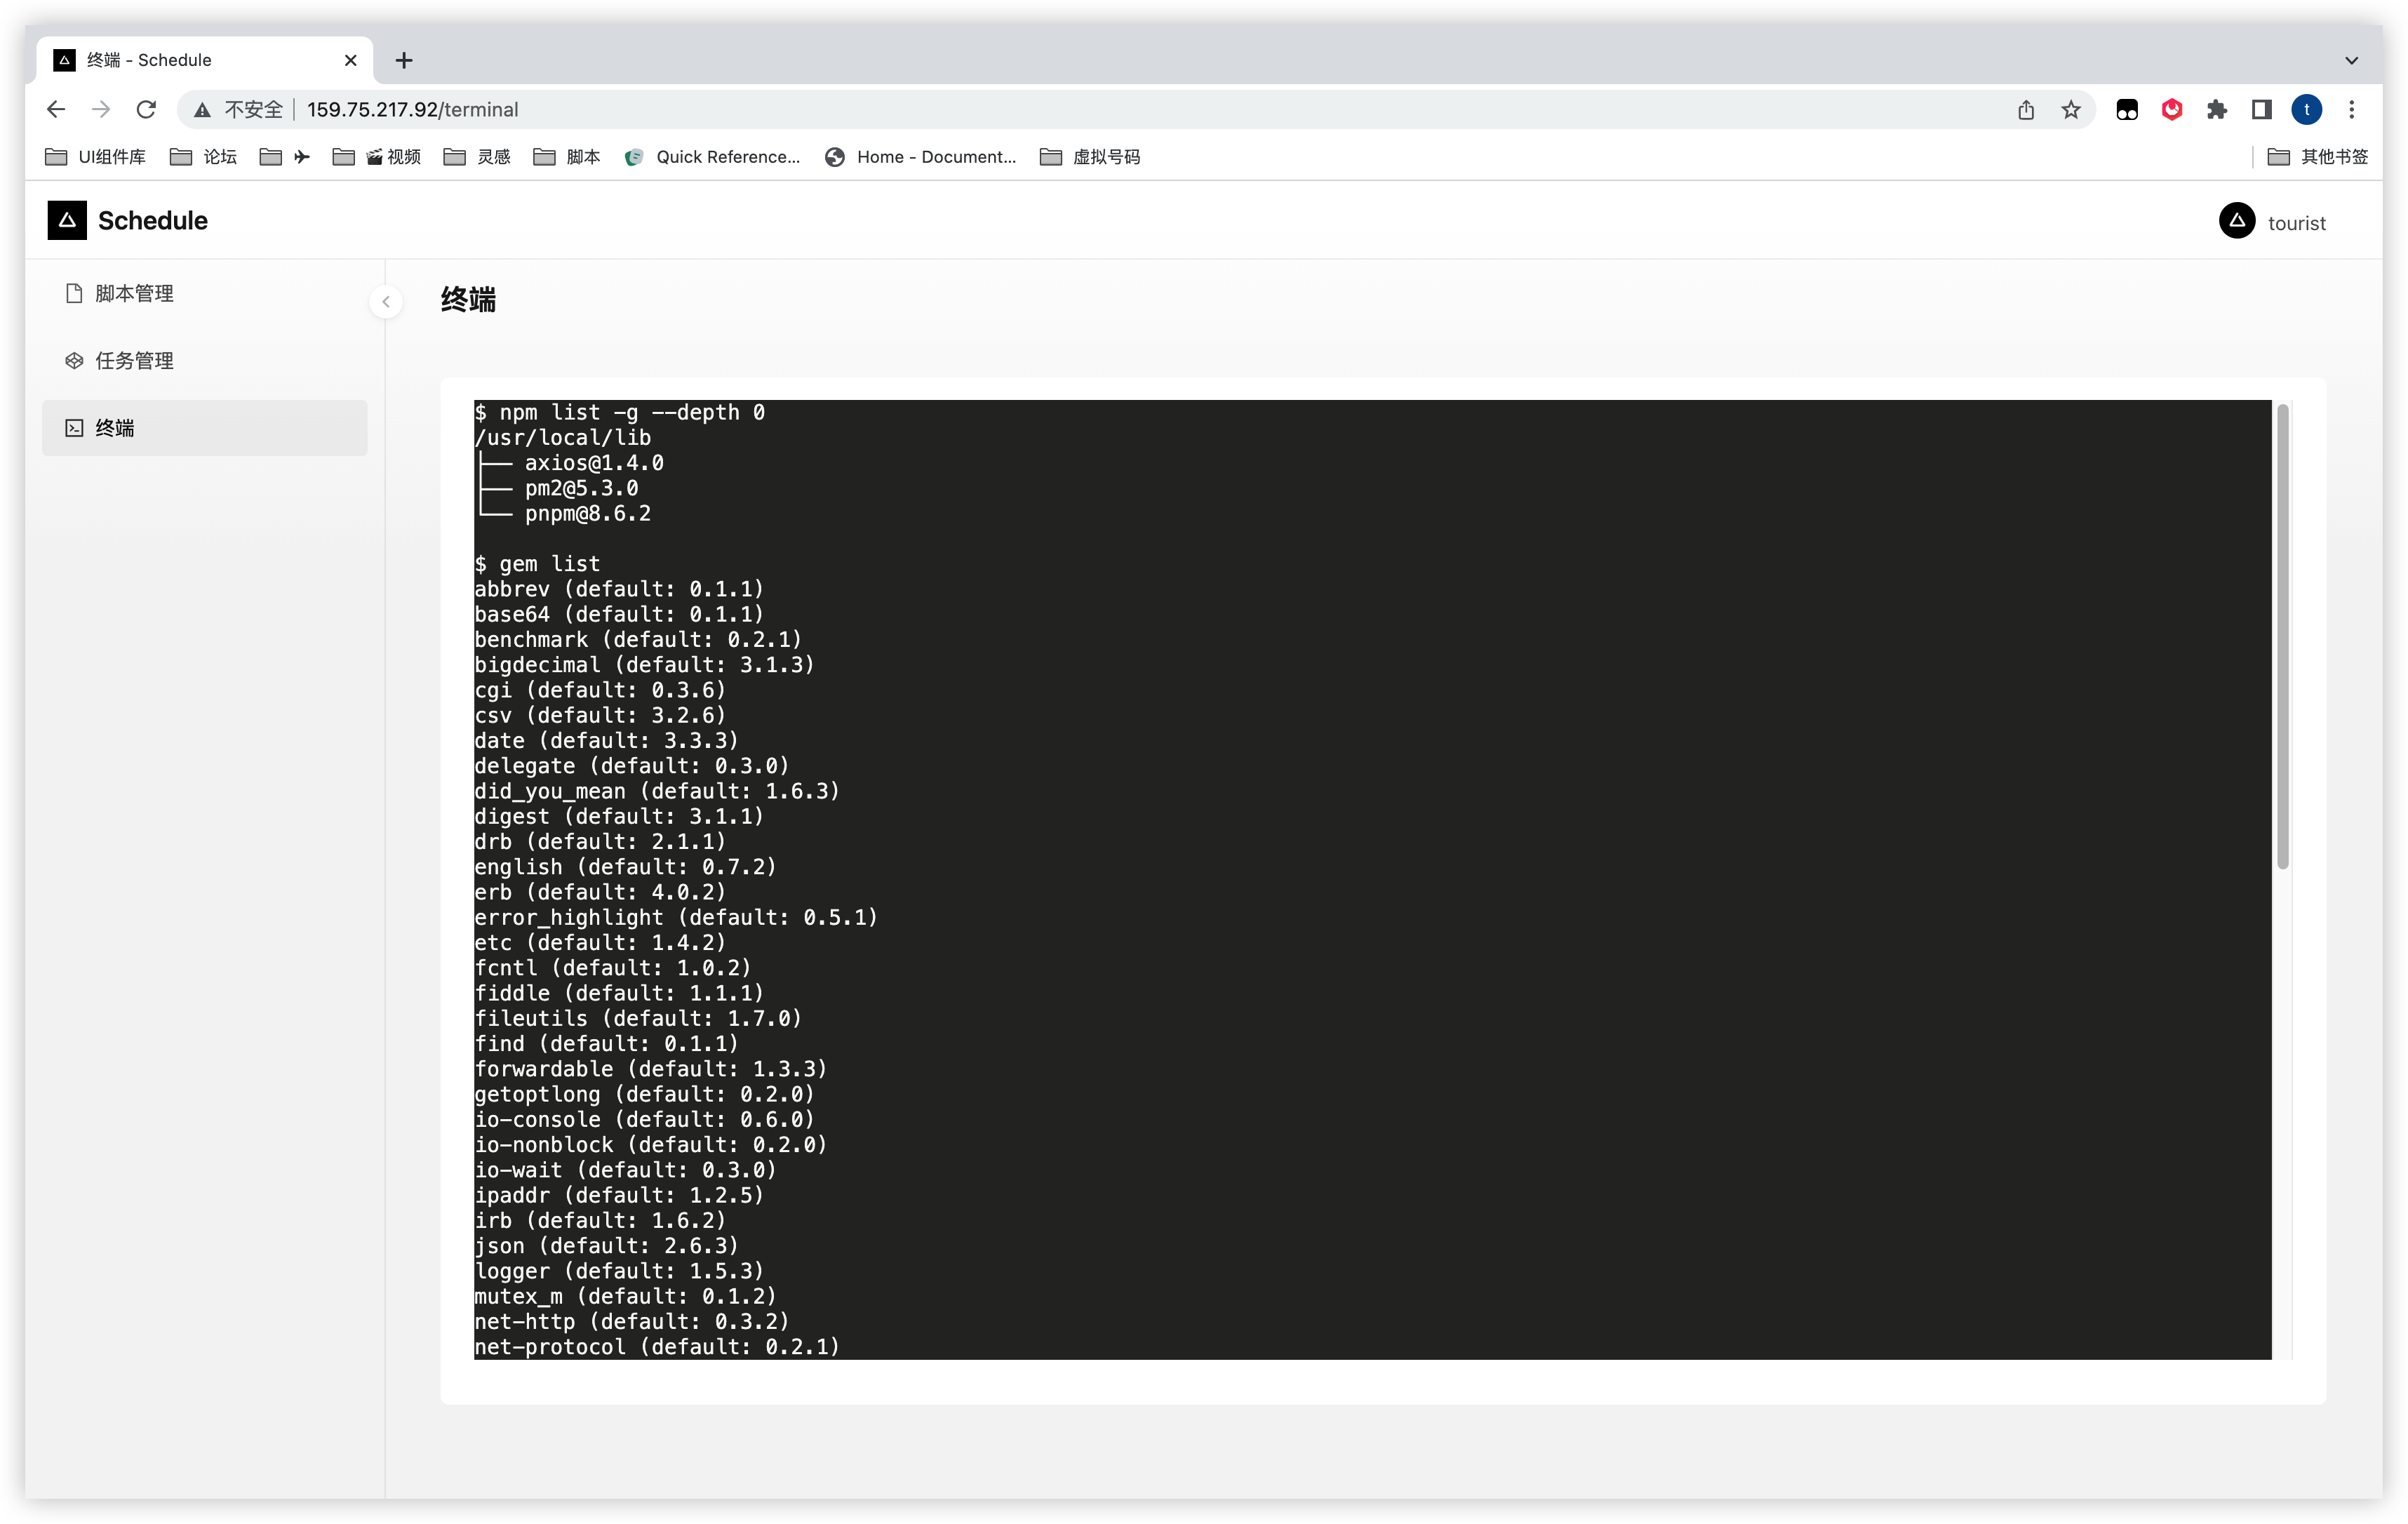 终端 - Schedule
不安全 159.75.217.92/terminal
t
UI组件库 论坛 视频 灵感 脚本 Quick Reference... Home - Document... 虚拟号码 其他书签
Schedule
tourist
脚本管理
任务管理
终端
终端
$ npm list -g --depth 0
/usr/local/lib
├── axios@1.4.0
├── pm2@5.3.0
└── pnpm@8.6.2
$ gem list
abbrev (default: 0.1.1)
base64 (default: 0.1.1)
benchmark (default: 0.2.1)
bigdecimal (default: 3.1.3)
cgi (default: 0.3.6)
csv (default: 3.2.6)
date (default: 3.3.3)
delegate (default: 0.3.0)
did_you_mean (default: 1.6.3)
digest (default: 3.1.1)
drb (default: 2.1.1)
english (default: 0.7.2)
erb (default: 4.0.2)
error_highlight (default: 0.5.1)
etc (default: 1.4.2)
fcntl (default: 1.0.2)
fiddle (default: 1.1.1)
fileutils (default: 1.7.0)
find (default: 0.1.1)
forwardable (default: 1.3.3)
getoptlong (default: 0.2.0)
io-console (default: 0.6.0)
io-nonblock (default: 0.2.0)
io-wait (default: 0.3.0)
ipaddr (default: 1.2.5)
irb (default: 1.6.2)
json (default: 2.6.3)
logger (default: 1.5.3)
mutex_m (default: 0.1.2)
net-http (default: 0.3.2)
net-protocol (default: 0.2.1)